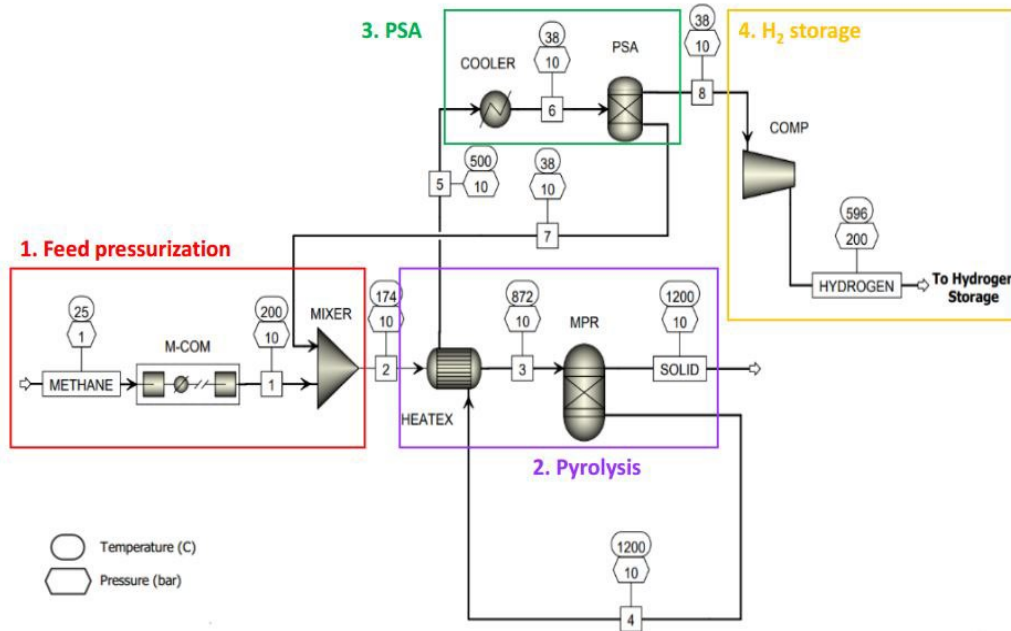 3. PSA
4. H₂ storage
38
10
38
10
PSA
COOLER
6
8
COMP
500
10
5
38
10
7
596
200
1. Feed pressurization
HYDROGEN
To Hydrogen
Storage
25
1
200
10
MIXER
174
10
872
10
MPR
1200
10
M-COM
METHANE
1
2
3
SOLID
HEATEX
2. Pyrolysis
Temperature (C)
Pressure (bar)
1200
10
4